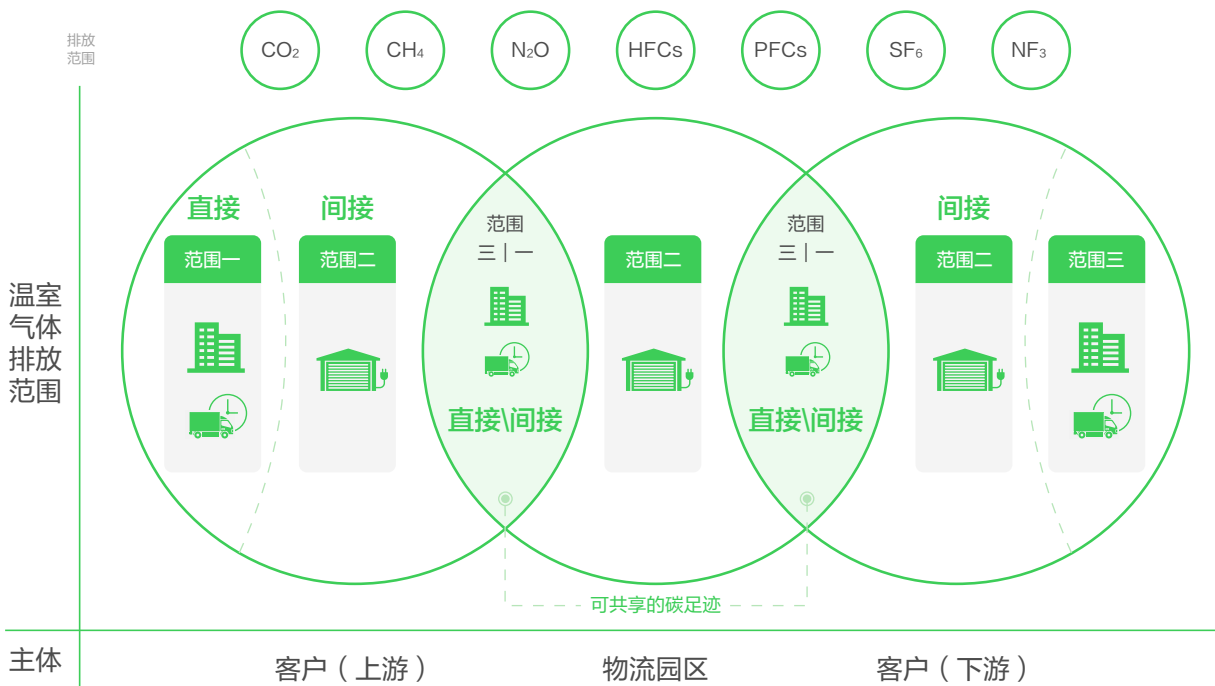 排放
范围
CO₂
CH₄
N₂O
HFCs
PFCs
SF₆
NF₃
温室
气体
排放
范围
直接
范围一
间接
范围二
范围
三｜一
直接\间接
范围二
范围
三｜一
直接\间接
间接
范围二
范围三
可共享的碳足迹
主体
客户（上游）
物流园区
客户（下游）